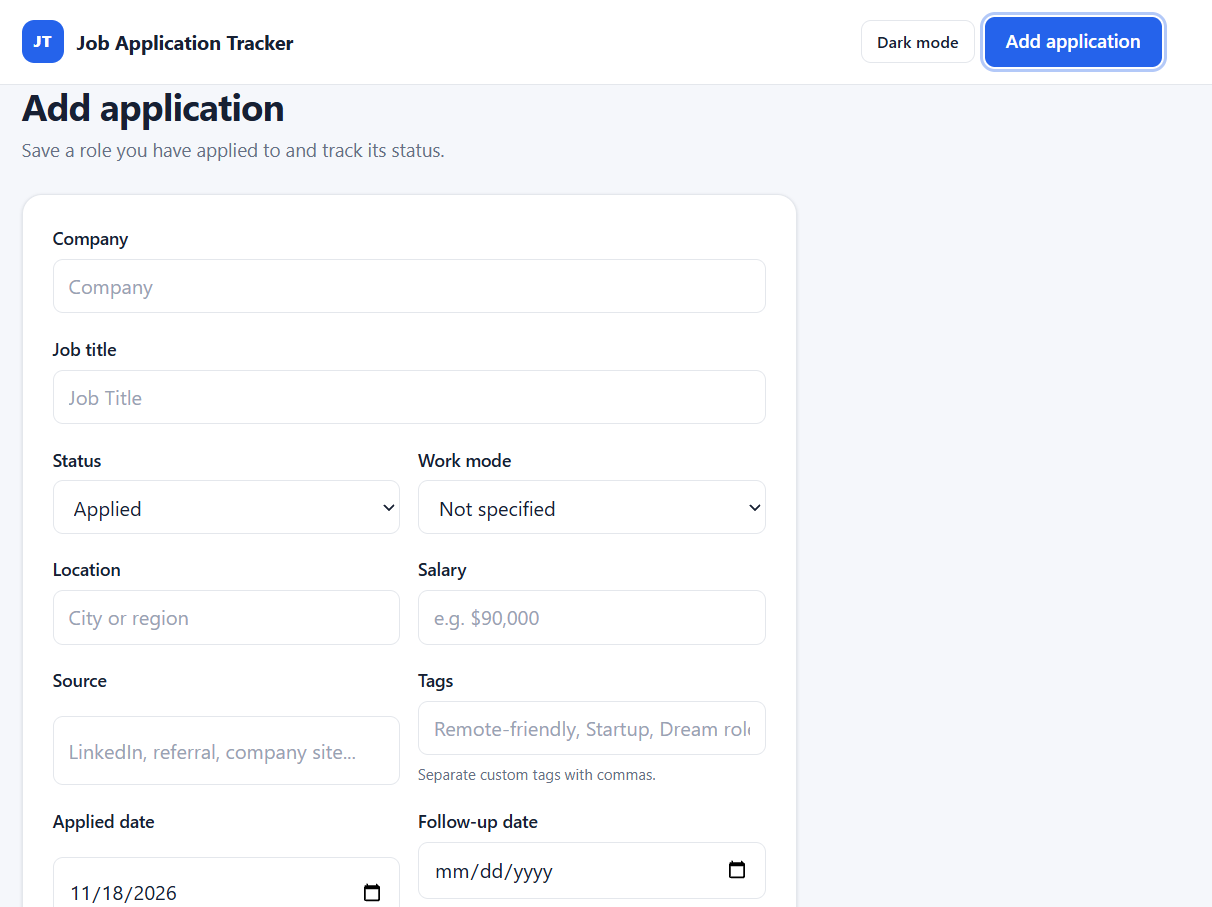 JT Job Application Tracker Dark mode Add application
Add application
Save a role you have applied to and track its status.
Company
Company
Job title
Job Title
Status Work mode
Applied Not specified
Location Salary
City or region e.g. $90,000
Source Tags
LinkedIn, referral, company site... Remote-friendly, Startup, Dream role
Separate custom tags with commas.
Applied date Follow-up date
11/18/2026 mm/dd/yyyy